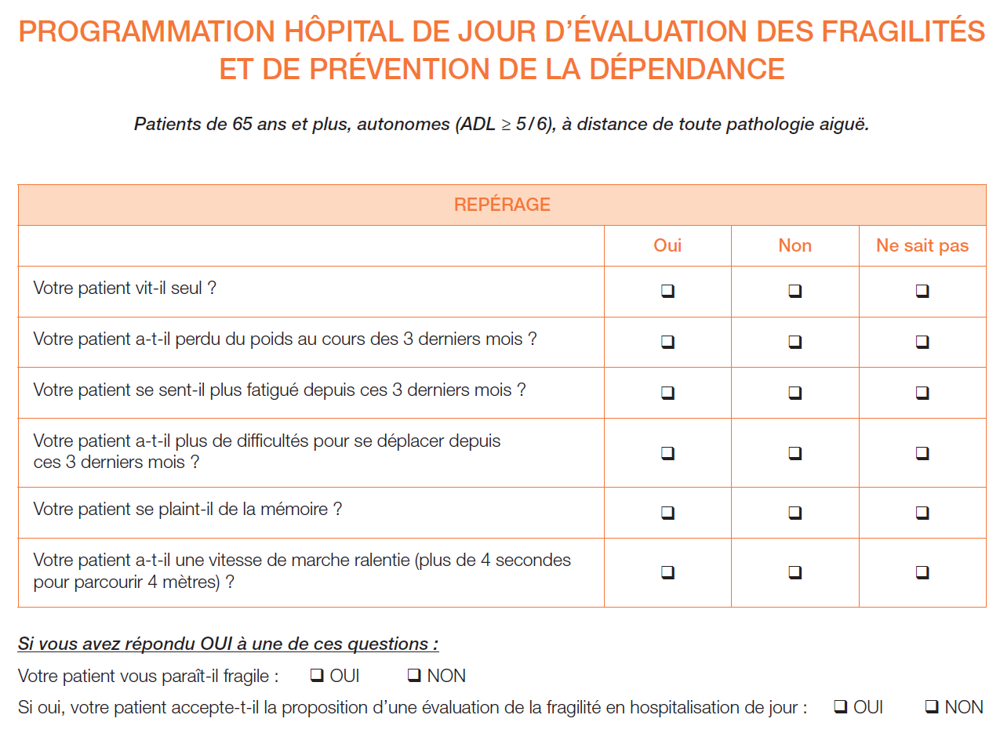 PROGRAMMATION HÔPITAL DE JOUR D'ÉVALUATION DES FRAGILITÉS
ET DE PRÉVENTION DE LA DÉPENDANCE
Patients de 65 ans et plus, autonomes (ADL ≥ 5/6), à distance de toute pathologie aiguë.
REPÉRAGE
Oui Non Ne sait pas
Votre patient vit-il seul ? ❑ ❑ ❑
Votre patient a-t-il perdu du poids au cours des 3 derniers mois ? ❑ ❑ ❑
Votre patient se sent-il plus fatigué depuis ces 3 derniers mois ? ❑ ❑ ❑
Votre patient a-t-il plus de difficultés pour se déplacer depuis
ces 3 derniers mois ? ❑ ❑ ❑
Votre patient se plaint-il de la mémoire ? ❑ ❑ ❑
Votre patient a-t-il une vitesse de marche ralentie (plus de 4 secondes
pour parcourir 4 mètres) ? ❑ ❑ ❑
Si vous avez répondu OUI à une de ces questions :
Votre patient vous paraît-il fragile : ❑ OUI ❑ NON
Si oui, votre patient accepte-t-il la proposition d'une évaluation de la fragilité en hospitalisation de jour : ❑ OUI ❑ NON